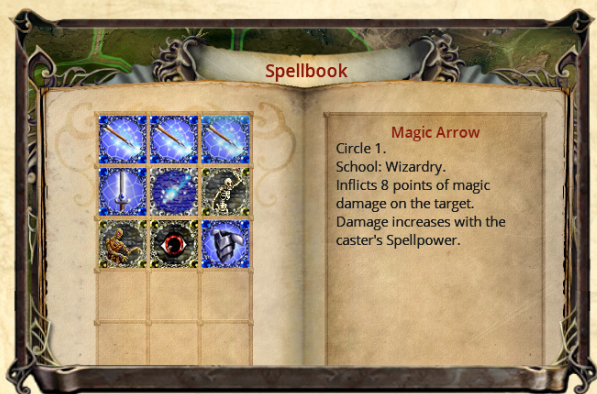 Spellbook
Magic Arrow
Circle 1.
School: Wizardry.
Inflicts 8 points of magic
damage on the target.
Damage increases with the
caster's Spellpower.